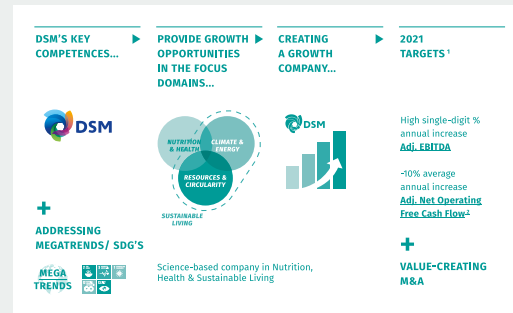 DSM'S KEY
COMPETENCES...
DSM
+
ADDRESSING
MEGATRENDS/ SDG'S
MEGA
TRENDS
PROVIDE GROWTH
OPPORTUNITIES
IN THE FOCUS
DOMAINS...
NUTRITION
& HEALTH
CLIMATE &
ENERGY
RESOURCES &
CIRCULARITY
SUSTAINABLE
LIVING
Science-based company in Nutrition,
Health & Sustainable Living
CREATING
A GROWTH
COMPANY...
DSM
2021
TARGETS ¹
High single-digit %
annual increase
Adj. EBITDA
~10% average
annual increase
Adj. Net Operating
Free Cash Flow²
+
VALUE-CREATING
M&A